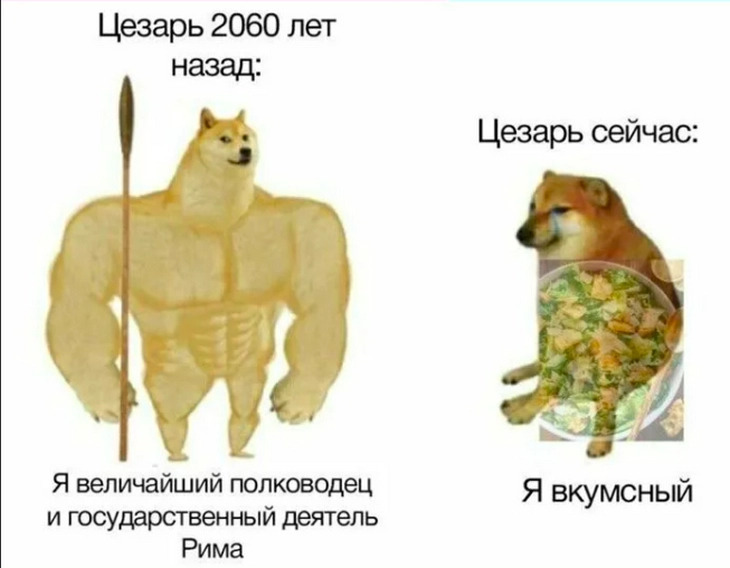 Цезарь 2060 лет
назад:
Цезарь сейчас:
Я величайший полководец
и государственный деятель
Рима
Я вкумсный